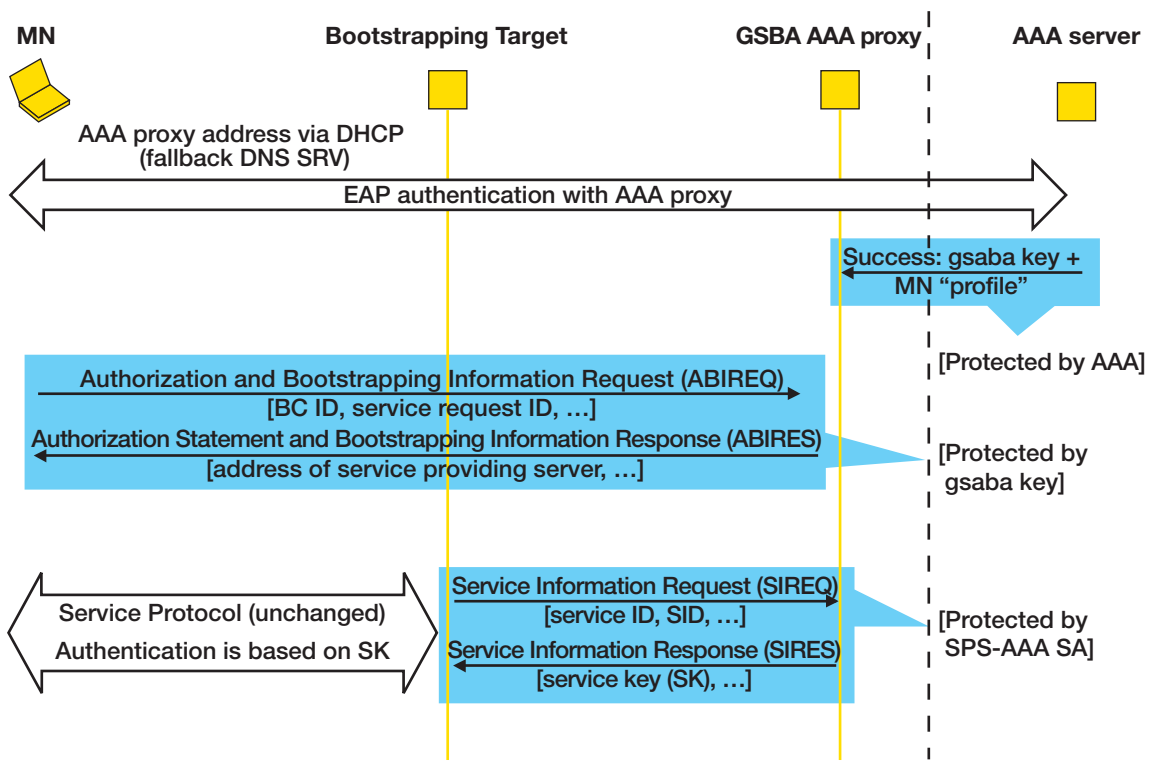 MN
Bootstrapping Target
GSBA AAA proxy
AAA server
AAA proxy address via DHCP
(fallback DNS SRV)
EAP authentication with AAA proxy
Success: gsaba key +
MN “profile”
[Protected by AAA]
Authorization and Bootstrapping Information Request (ABIREQ)
[BC ID, service request ID, …]
Authorization Statement and Bootstrapping Information Response (ABIRES)
[address of service providing server, …]
[Protected by
gsaba key]
Service Protocol (unchanged)
Authentication is based on SK
Service Information Request (SIREQ)
[service ID, SID, …]
Service Information Response (SIRES)
[service key (SK), …]
[Protected by
SPS-AAA SA]